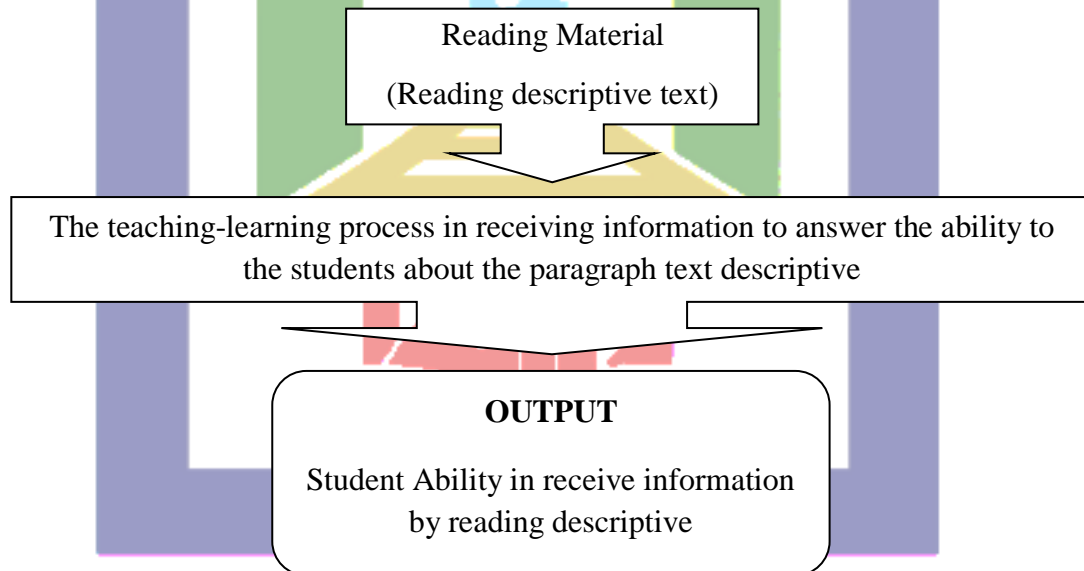 Reading Material
(Reading descriptive text)
The teaching-learning process in receiving information to answer the ability to
the students about the paragraph text descriptive
OUTPUT
Student Ability in receive information
by reading descriptive